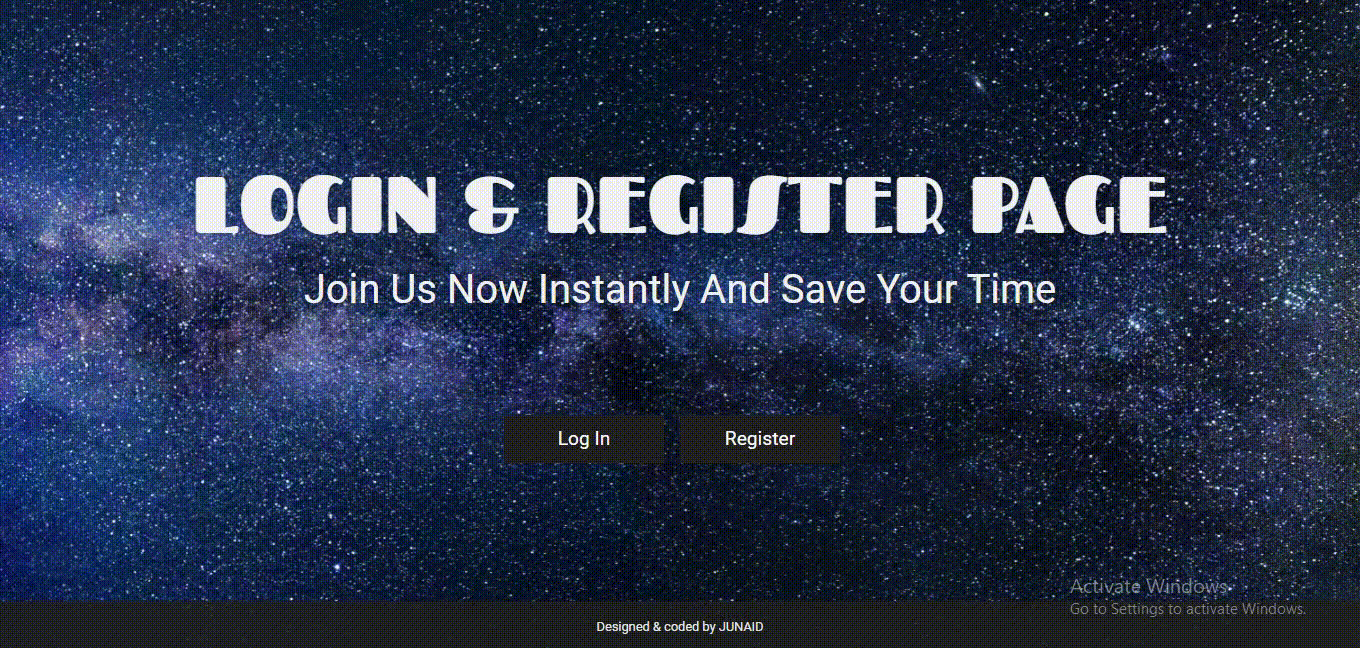 LOGIN & REGISTER PAGE
Join Us Now Instantly And Save Your Time
Log In
Register
Activate Windows
Go to Settings to activate Windows.
Designed & coded by JUNAID